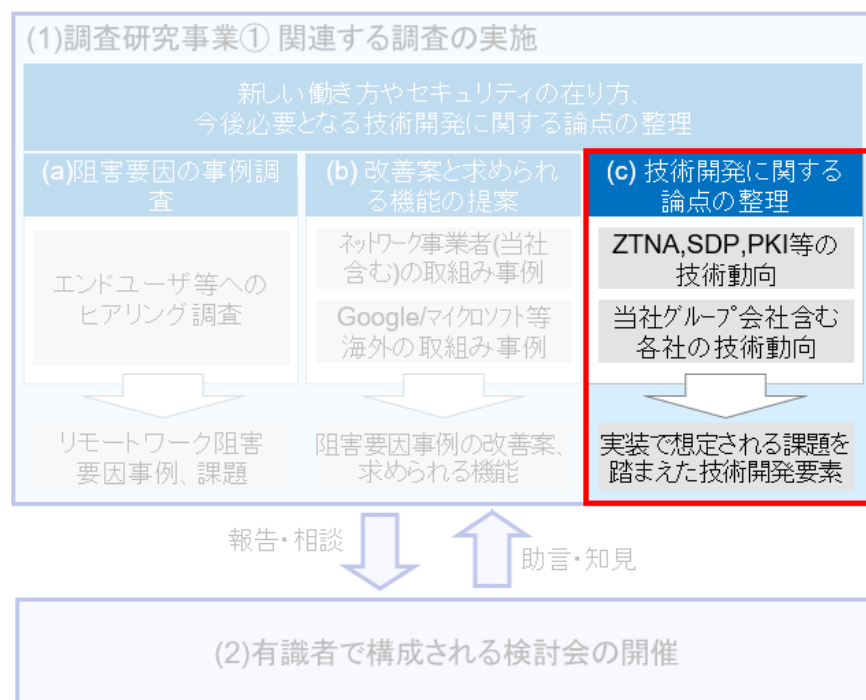 (1)調査研究事業① 関連する調査の実施
新しい働き方やセキュリティの在り方、
今後必要となる技術開発に関する論点の整理
(a)阻害要因の事例調
査
エンドユーザ等への
ヒアリング調査
リモートワーク阻害
要因事例、課題
(b) 改善案と求められ
る機能の提案
ネットワーク事業者(当社
含む)の取組み事例
Google/マイクロソフト等
海外の取組み事例
阻害要因事例の改善案、
求められる機能
(c) 技術開発に関する
論点の整理
ZTNA,SDP,PKI等の
技術動向
当社グループ会社含む
各社の技術動向
実装で想定される課題を
踏まえた技術開発要素
報告・相談
助言・知見
(2)有識者で構成される検討会の開催